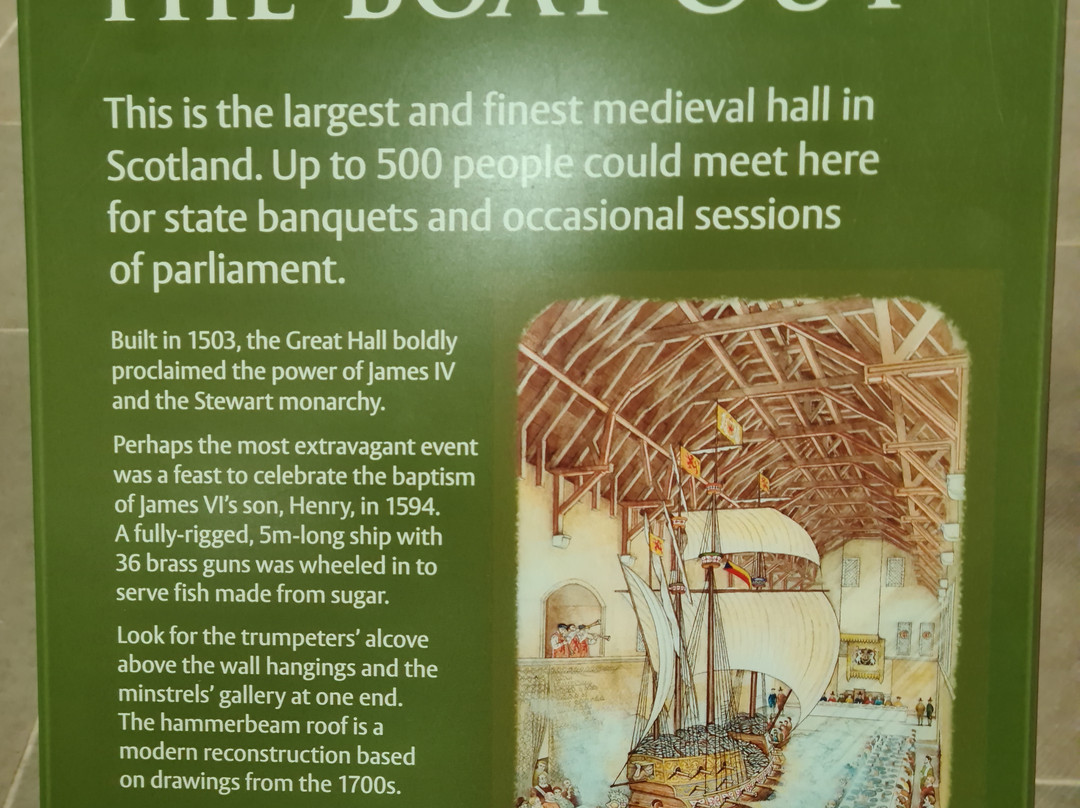 THE BOAT OUT
This is the largest and finest medieval hall in
Scotland. Up to 500 people could meet here
for state banquets and occasional sessions
of parliament.
Built in 1503, the Great Hall boldly
proclaimed the power of James IV
and the Stewart monarchy.
Perhaps the most extravagant event
was a feast to celebrate the baptism
of James VI's son, Henry, in 1594.
A fully-rigged, 5m-long ship with
36 brass guns was wheeled in to
serve fish made from sugar.
Look for the trumpeters' alcove
above the wall hangings and the
minstrels' gallery at one end.
The hammerbeam roof is a
modern reconstruction based
on drawings from the 1700s.